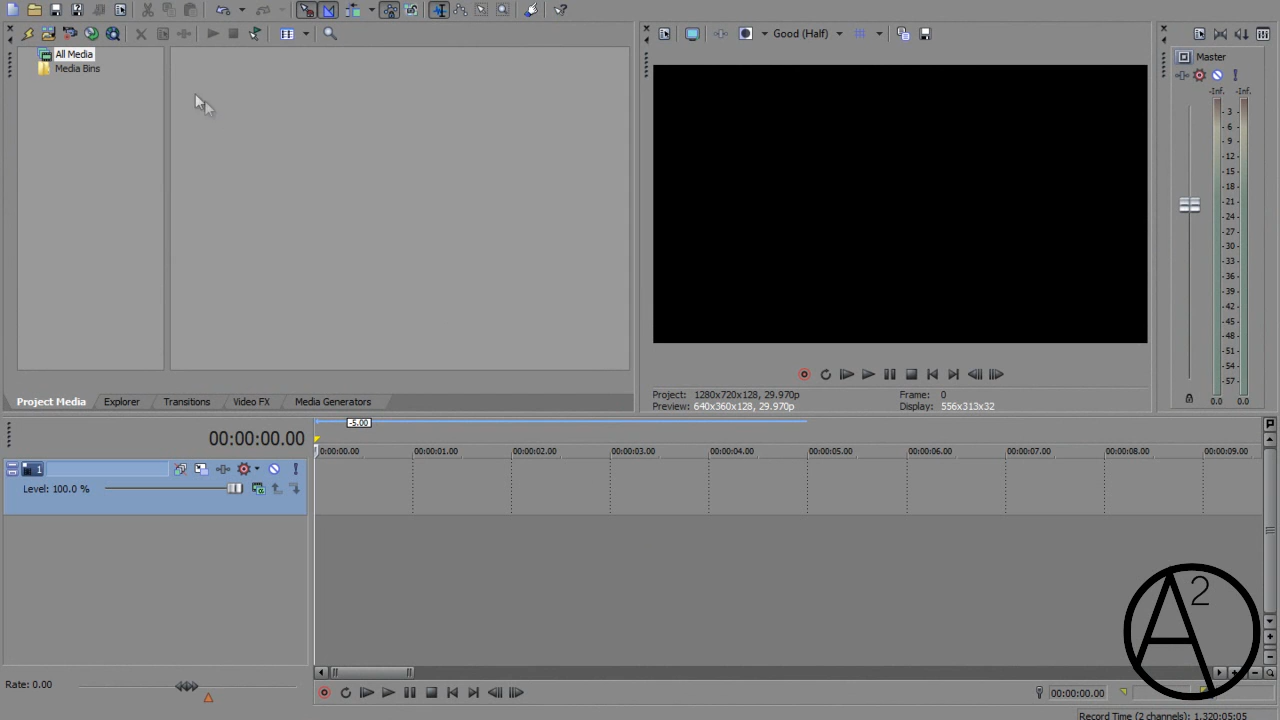 Good (Half)
All Media
Media Bins
Master
-Inf. -Inf.
3
6
9
12
15
18
21
24
27
30
33
36
39
42
45
48
51
54
57
0.0 0.0
Project: 1280x720x128, 29.970p
Frame: 0
Preview: 640x360x128, 29.970p
Display: 556x313x32
Project Media Explorer Transitions Video FX Media Generators
-5.00
00:00:00.00
0:00:00.00 00:00:01.00 00:00:02.00 00:00:03.00 00:00:04.00 00:00:05.00 00:00:06.00 00:00:07.00 00:00:08.00 00:00:09.00
1
Level: 100.0 %
A2
Rate: 0.00
00:00:00.00
Record Time (2 channels): 1,320:05:05